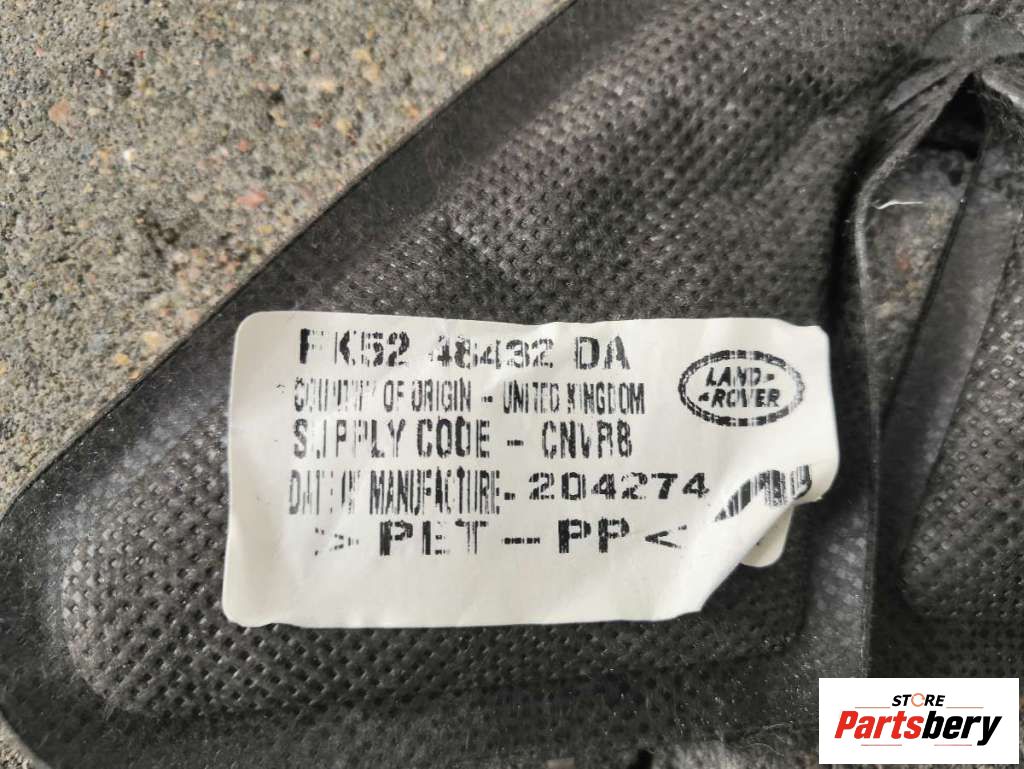 FK52 46432 DA
COUNTRY OF ORIGIN - UNITED KINGDOM
SUPPLY CODE - CNVR8
DATE OF MANUFACTURE. 204274
> PET - PP <
LAND-
-ROVER
STORE
Partsbery